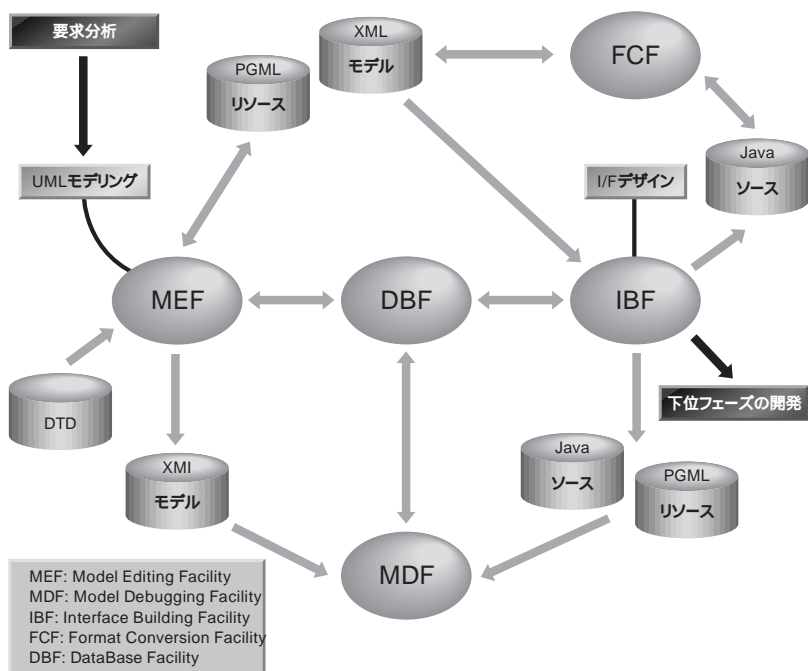 要求分析
XML
モデル
PGML
リソース
FCF
Java
ソース
UMLモデリング
I/Fデザイン
MEF
DBF
IBF
DTD
下位フェーズの開発
XMI
モデル
Java
ソース
PGML
リソース
MDF
MEF: Model Editing Facility
MDF: Model Debugging Facility
IBF: Interface Building Facility
FCF: Format Conversion Facility
DBF: DataBase Facility